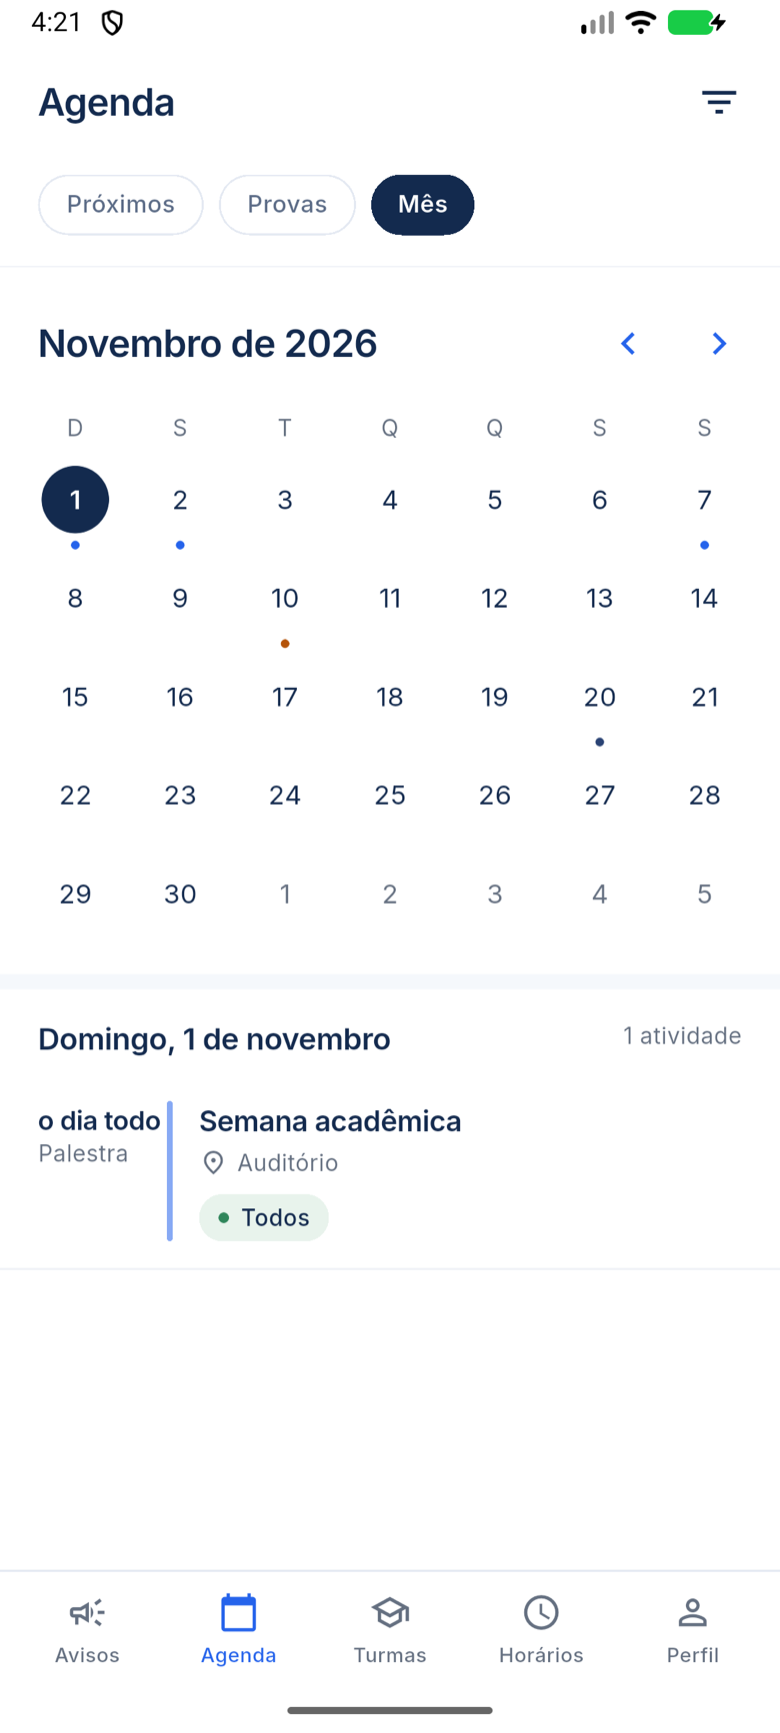 4:21
Agenda
Próximos Provas Mês
Novembro de 2026
D S T Q Q S S
1 2 3 4 5 6 7
8 9 10 11 12 13 14
15 16 17 18 19 20 21
22 23 24 25 26 27 28
29 30 1 2 3 4 5
Domingo, 1 de novembro 1 atividade
o dia todo Semana acadêmica
Palestra Auditório
Todos
Avisos Agenda Turmas Horários Perfil